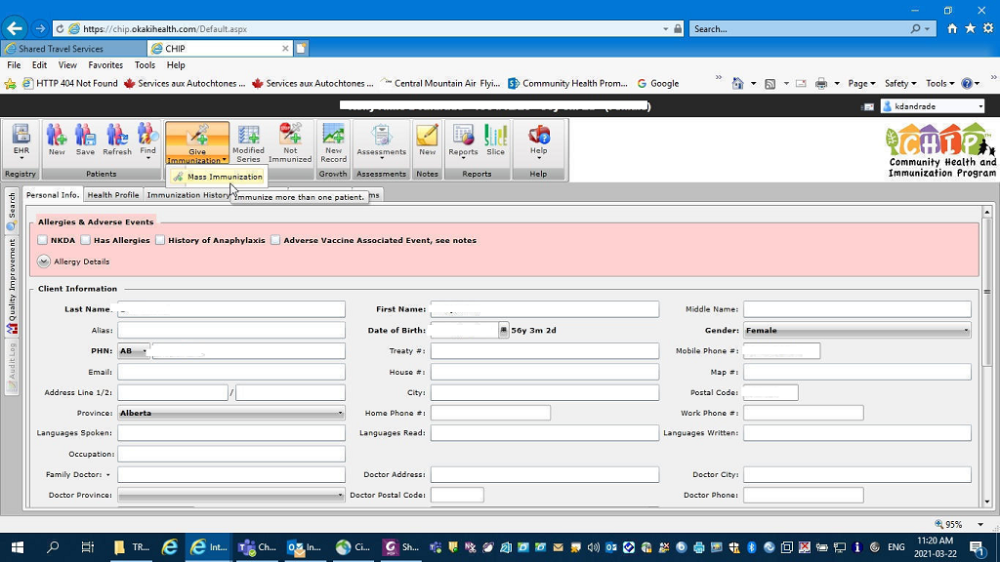 https://chip.okakihealth.com/Default.aspx
Search...
Shared Travel Services
CHIP
File Edit View Favorites Tools Help
HTTP 404 Not Found Services aux Autochtones ... Services aux Autochtones ... Central Mountain Air Flyi... Community Health Prom... Google
Page Safety Tools
kdandrade
EHR New Save Refresh Find Give Immunization Modified Series Not Immunized New Record Assessments New Reports Slice Help
Registry Patients Growth Assessments Notes Reports Help
CHIP
Community Health and
Immunization Program
Mass Immunization
Immunize more than one patient.
Personal Info. Health Profile Immunization History
Search
Quality Improvement
Audit Log
Allergies & Adverse Events
NKDA Has Allergies History of Anaphylaxis Adverse Vaccine Associated Event, see notes
Allergy Details
Client Information
Last Name. First Name: Middle Name:
Alias: Date of Birth: 56y 3m 2d Gender: Female
PHN: AB Treaty #: Mobile Phone #:
Email: House #: Map #:
Address Line 1/2: / City: Postal Code:
Province: Alberta Home Phone #: Work Phone #:
Languages Spoken: Languages Read: Languages Written:
Occupation:
Family Doctor: Doctor Address: Doctor City:
Doctor Province: Doctor Postal Code: Doctor Phone:
95%
TR... Int... Ch... In... Ci... Sh...
ENG
11:20 AM
2021-03-22